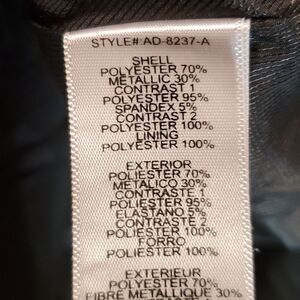 STYLE# AD-8237-A
SHELL
POLYESTER 70%
METALLIC 30%
CONTRAST 1
POLYESTER 95%
SPANDEX 5%
CONTRAST 2
POLYESTER 100%
LINING
POLYESTER 100%
EXTERIOR
POLIESTER 70%
METALICO 30%
CONTRASTE 1
POLIESTER 95%
ELASTANO 5%
CONTRASTE 2
POLIESTER 100%
FORRO
POLIESTER 100%
EXTERIEUR
POLYESTER 70%
FIBRE METALLIQUE 30%